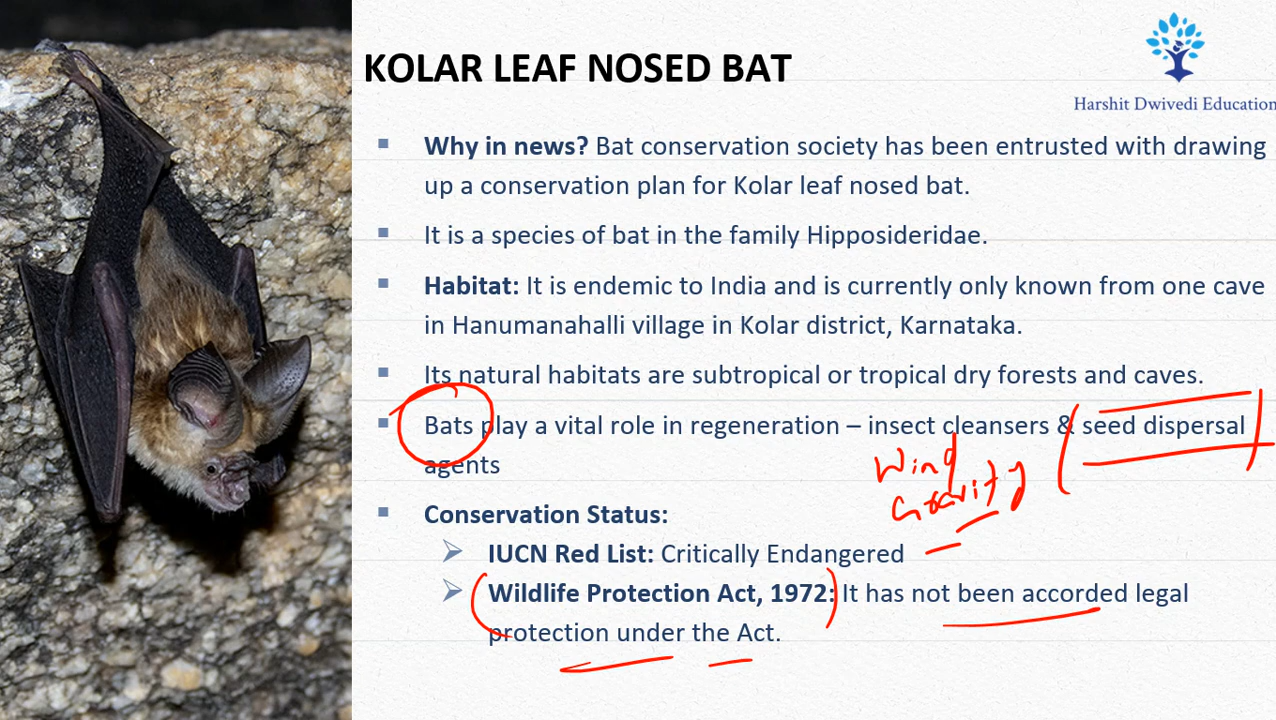 KOLAR LEAF NOSED BAT
Harshit Dwivedi Education
Why in news? Bat conservation society has been entrusted with drawing
up a conservation plan for Kolar leaf nosed bat.
It is a species of bat in the family Hipposideridae.
Habitat: It is endemic to India and is currently only known from one cave
in Hanumanahalli village in Kolar district, Karnataka.
Its natural habitats are subtropical or tropical dry forests and caves.
Bats play a vital role in regeneration – insect cleansers & seed dispersal
agents
Wind
Gravity
Conservation Status:
IUCN Red List: Critically Endangered
Wildlife Protection Act, 1972: It has not been accorded legal
protection under the Act.